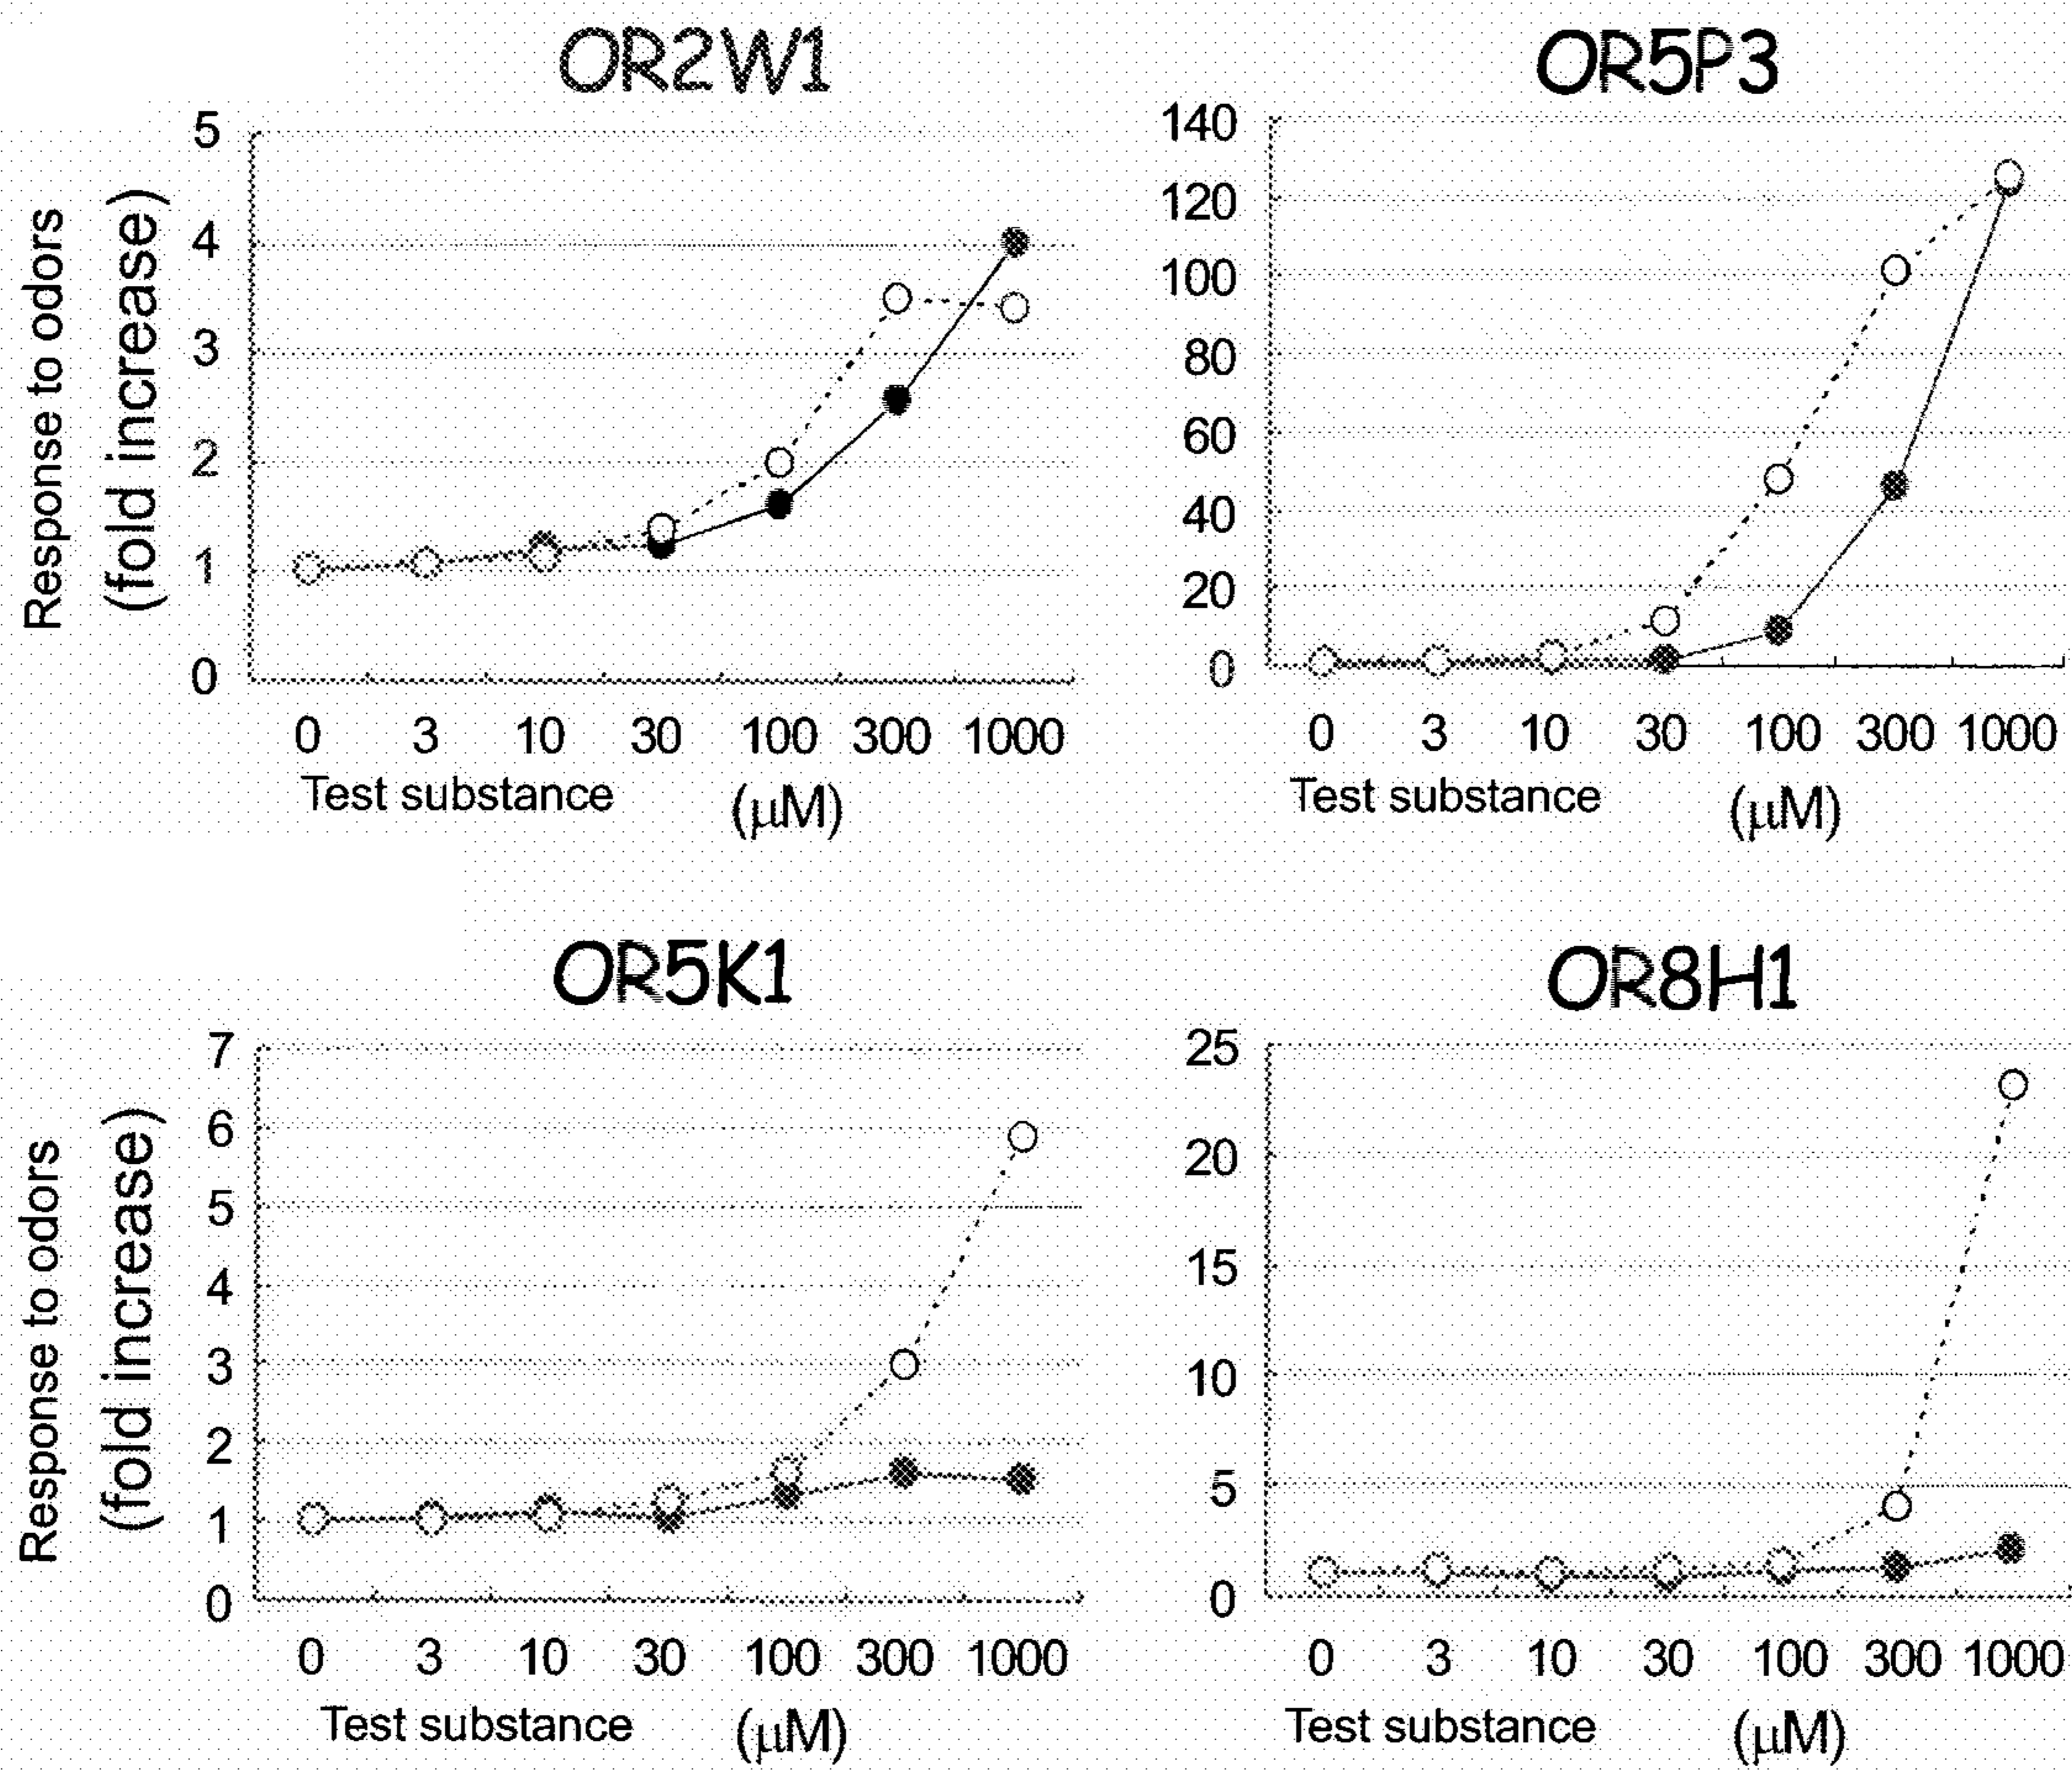 OR2W1
Response to odors
(fold increase)
5
4
3
2
1
0
0 3 10 30 100 300 1000
Test substance (μM)
OR5P3
140
120
100
80
60
40
20
0
0 3 10 30 100 300 1000
Test substance (μM)
OR5K1
Response to odors
(fold increase)
7
6
5
4
3
2
1
0
0 3 10 30 100 300 1000
Test substance (μM)
OR8H1
25
20
15
10
5
0
0 3 10 30 100 300 1000
Test substance (μM)